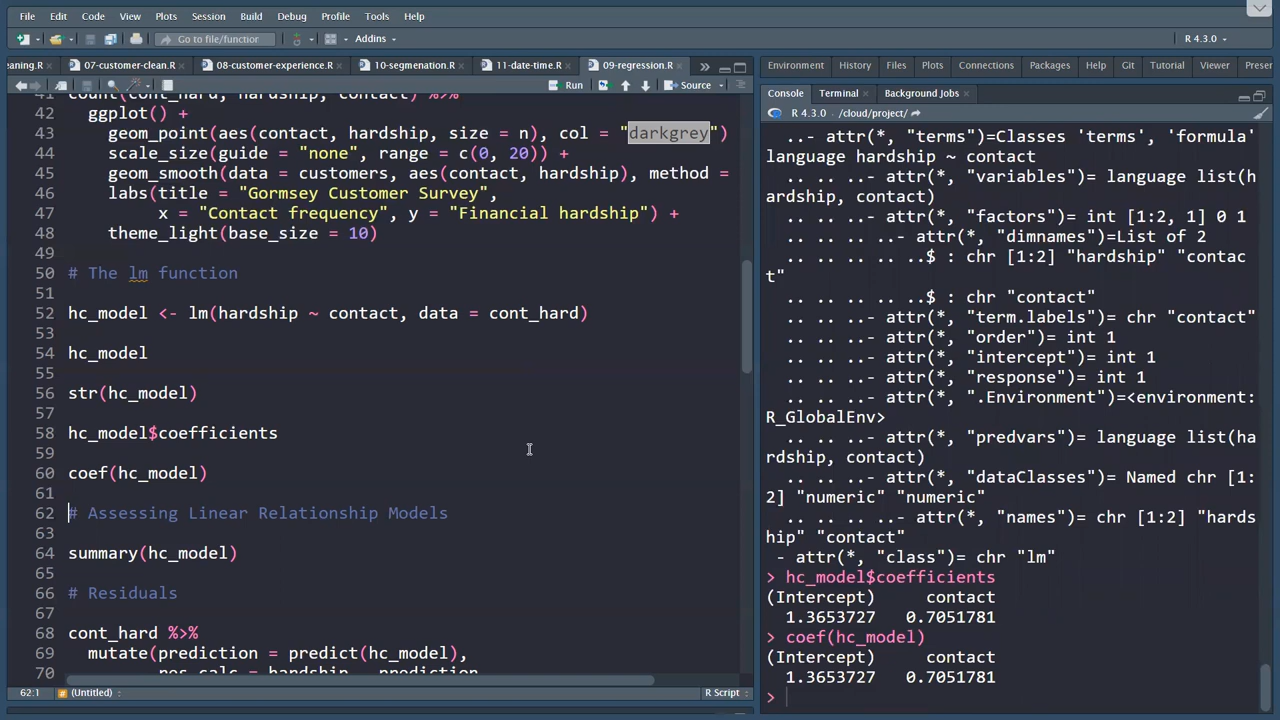 File Edit Code View Plots Session Build Debug Profile Tools Help
Go to file/function Addins R 4.3.0
eaning.R 07-customer-clean.R 08-customer-experience.R 10-segmenation.R 11-date-time.R 09-regression.R
Run Source
41 count(cont_hard, hardship, contact) %>%
42 ggplot() +
43 geom_point(aes(contact, hardship, size = n), col = "darkgrey")
44 scale_size(guide = "none", range = c(0, 20)) +
45 geom_smooth(data = customers, aes(contact, hardship), method =
46 labs(title = "Gormsey Customer Survey",
47 x = "Contact frequency", y = "Financial hardship") +
48 theme_light(base_size = 10)
49
50 # The lm function
51
52 hc_model <- lm(hardship ~ contact, data = cont_hard)
53
54 hc_model
55
56 str(hc_model)
57
58 hc_model$coefficients
59
60 coef(hc_model)
61
62 # Assessing Linear Relationship Models
63
64 summary(hc_model)
65
66 # Residuals
67
68 cont_hard %>%
69 mutate(prediction = predict(hc_model),
70 res_calc = hardship - prediction
62:1 (Untitled) R Script
Environment History Files Plots Connections Packages Help Git Tutorial Viewer Preser
Console Terminal Background Jobs
R 4.3.0 · /cloud/project/
..- attr(*, "terms")=Classes 'terms', 'formula'
language hardship ~ contact
.. .. ..- attr(*, "variables")= language list(h
ardship, contact)
.. .. ..- attr(*, "factors")= int [1:2, 1] 0 1
.. .. .. ..- attr(*, "dimnames")=List of 2
.. .. .. .. ..$ : chr [1:2] "hardship" "contac
t"
.. .. .. .. ..$ : chr "contact"
.. .. ..- attr(*, "term.labels")= chr "contact"
.. .. ..- attr(*, "order")= int 1
.. .. ..- attr(*, "intercept")= int 1
.. .. ..- attr(*, "response")= int 1
.. .. ..- attr(*, ".Environment")=<environment:
R_GlobalEnv>
.. .. ..- attr(*, "predvars")= language list(ha
rdship, contact)
.. .. ..- attr(*, "dataClasses")= Named chr [1:
2] "numeric" "numeric"
.. .. .. ..- attr(*, "names")= chr [1:2] "hards
hip" "contact"
- attr(*, "class")= chr "lm"
> hc_model$coefficients
(Intercept) contact
1.3653727 0.7051781
> coef(hc_model)
(Intercept) contact
1.3653727 0.7051781
>